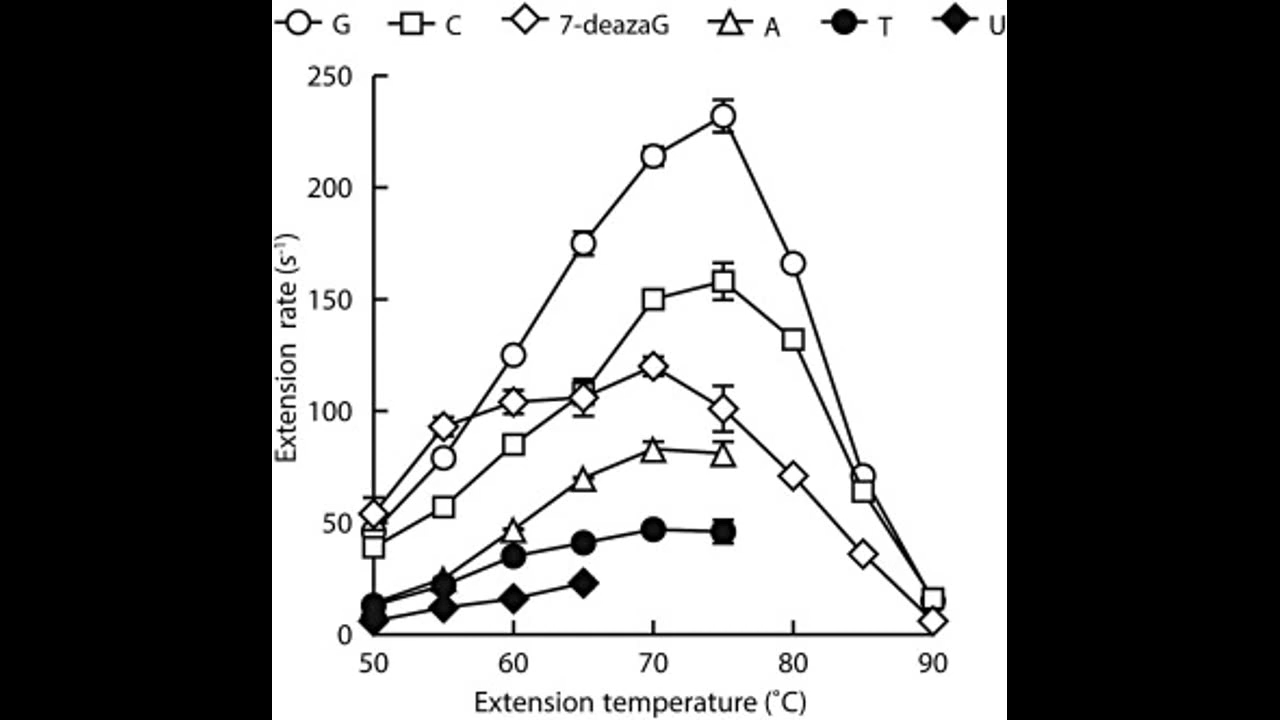 G C 7-deazaG A T U
250
200
150
100
50
0
Extension rate (s⁻¹)
50 60 70 80 90
Extension temperature (˚C)